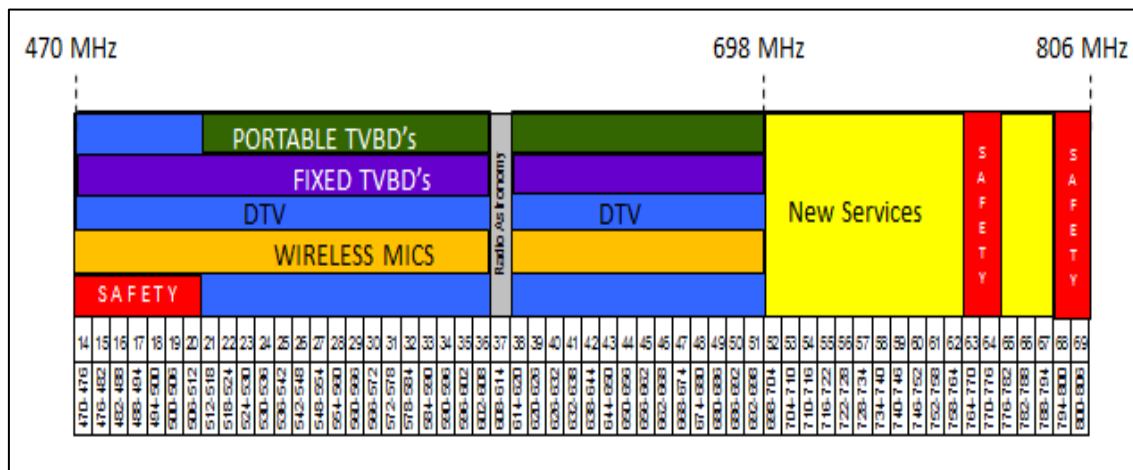 470 MHz
698 MHz
806 MHz
PORTABLE TVBD's
FIXED TVBD's
DTV
DTV
WIRELESS MICS
SAFETY
Radio Astronomy
New Services
SAFETY
SAFETY
14 15 16 17 18 19 20 21 22 23 24 25 26 27 28 29 30 31 32 33 34 35 36 37 38 39 40 41 42 43 44 45 46 47 48 49 50 51 52 53 54 55 56 57 58 59 60 61 62 63 64 65 66 67 68 69
470-476 476-482 482-488 488-494 494-500 500-506 506-512 512-518 518-524 524-530 530-536 536-542 542-548 548-554 554-560 560-566 566-572 572-578 578-584 584-590 590-596 596-602 602-608 608-614 614-620 620-626 626-632 632-638 638-644 644-650 650-656 656-662 662-668 668-674 674-680 680-686 686-692 692-698 698-704 704-710 710-716 716-722 722-728 728-734 734-740 740-746 746-752 752-758 758-764 764-770 770-776 776-782 782-788 788-794 794-800 800-806